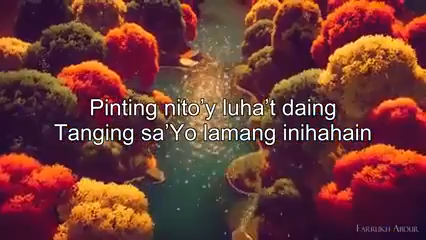 Pinting nito’y luha’t daing
Tanging sa’Yo lamang inihahain
Farrukh Abdur